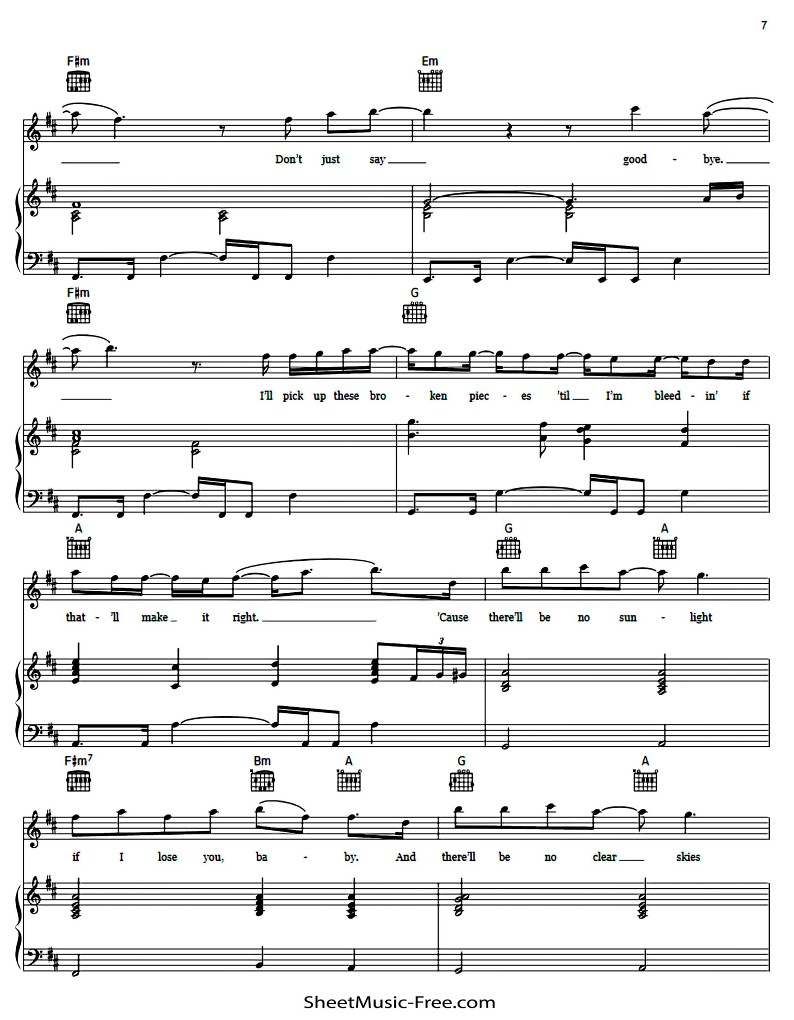 7
F#m Em
Don't just say good - bye.
F#m G
I'll pick up these bro - ken piec - es 'til I'm bleed - in' if
A G A
that - 'll make it right. 'Cause there'll be no sun - light
3
F#m7 Bm A G A
if I lose you, ba - by. And there'll be no clear skies
SheetMusic-Free.com